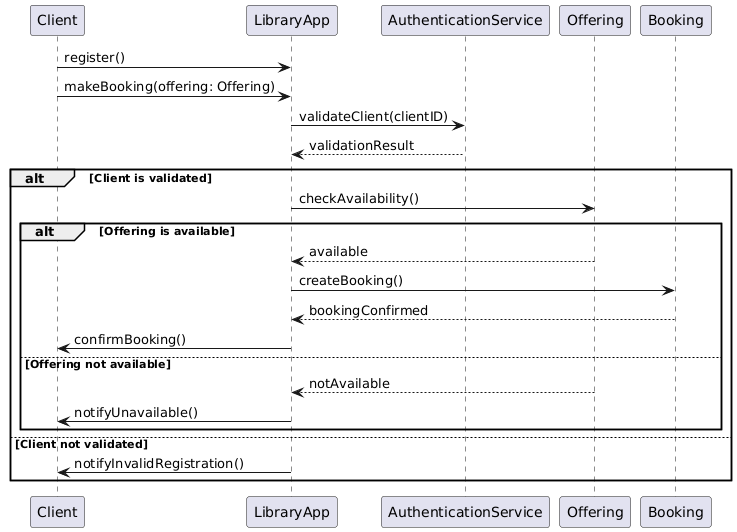 Client LibraryApp AuthenticationService Offering Booking
register()
makeBooking(offering: Offering)
validateClient(clientID)
validationResult
alt [Client is validated]
checkAvailability()
alt [Offering is available]
available
createBooking()
bookingConfirmed
confirmBooking()
[Offering not available]
notAvailable
notifyUnavailable()
[Client not validated]
notifyInvalidRegistration()
Client LibraryApp AuthenticationService Offering Booking